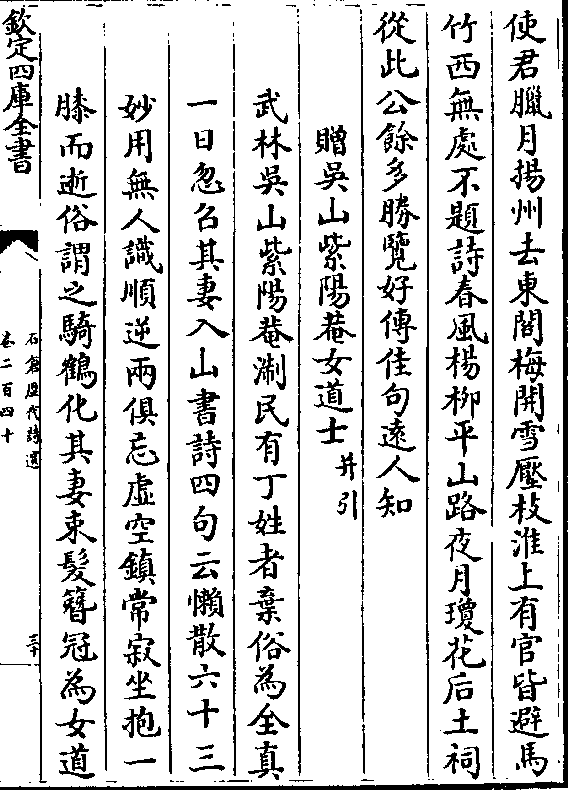 使君臘月揚州去東閣梅開雪壓枝淮上有官皆避馬
竹西無處不題詩春風楊柳平山路夜月瓊花后土祠
從此公餘多勝覽好傳佳句遠人知
贈吳山紫陽菴女道士并引
武林吳山紫陽菴淛民有丁姓者棄俗為全真
一日忽召其妻入山書詩四句云懶散六十三
妙用無人識順逆兩俱忘虛空鎮常寂坐抱一
膝而逝俗謂之騎鶴化其妻束髮簪冠為女道
欽定四庫全書
石倉歷代詩選
卷二百四十
三十